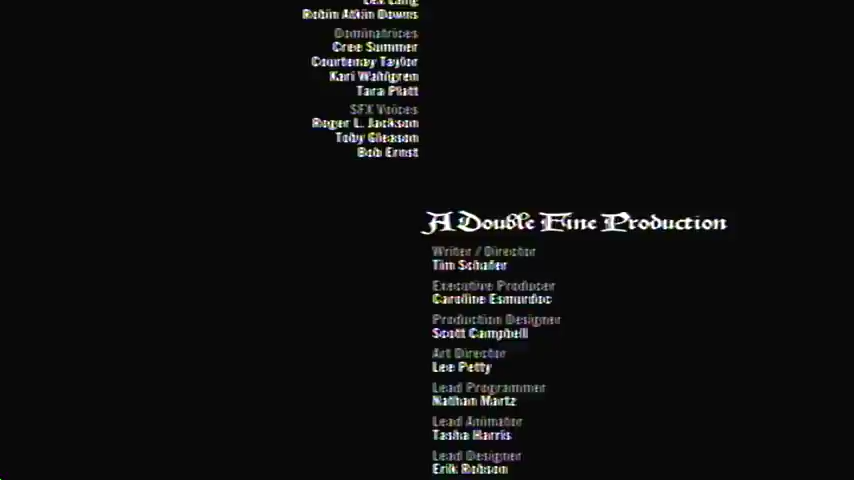 Robin Atkin Downs
Dominatrices
Cree Summer
Courtenay Taylor
Kari Wahlgren
Tara Platt
SFX Voices
Roger L. Jackson
Toby Gleason
Bob Ernst
A Double Fine Production
Writer / Director
Tim Schafer
Executive Producer
Caroline Esmurdoc
Production Designer
Scott Campbell
Art Director
Lee Petty
Lead Programmer
Nathan Martz
Lead Animator
Tasha Harris
Lead Designer
Erik Robson